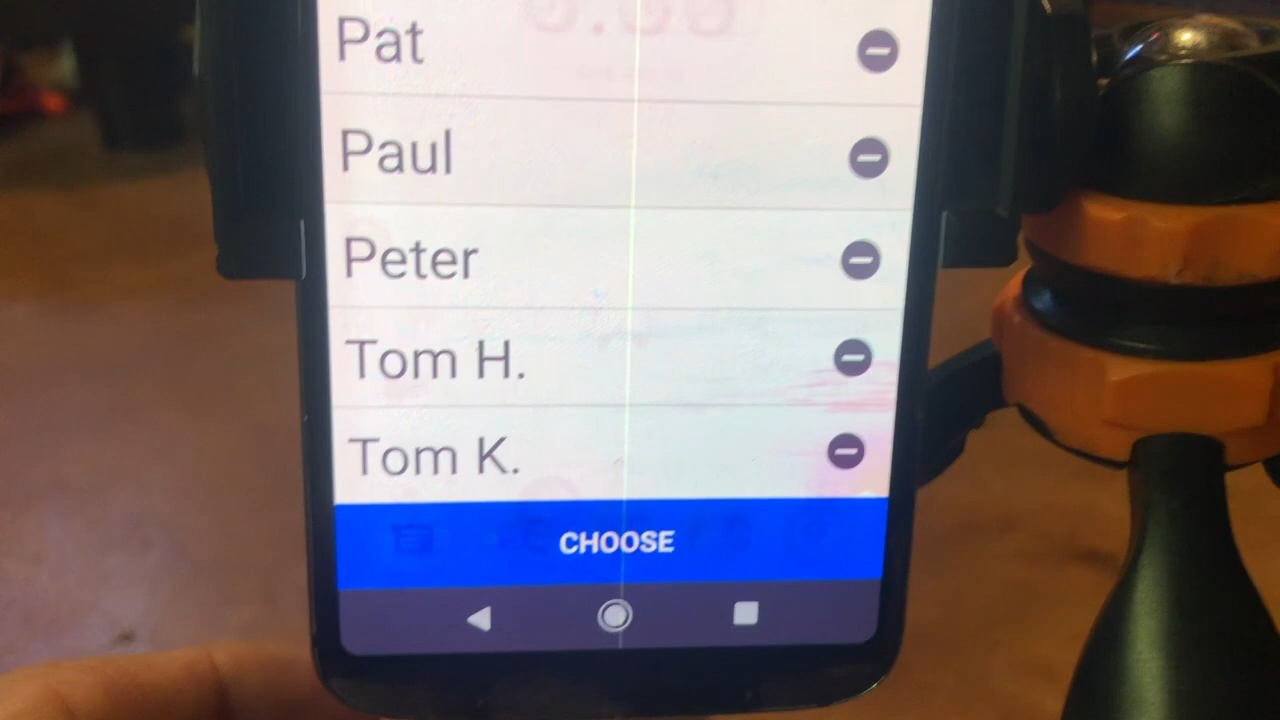 Pat
Paul
Peter
Tom H.
Tom K.
CHOOSE